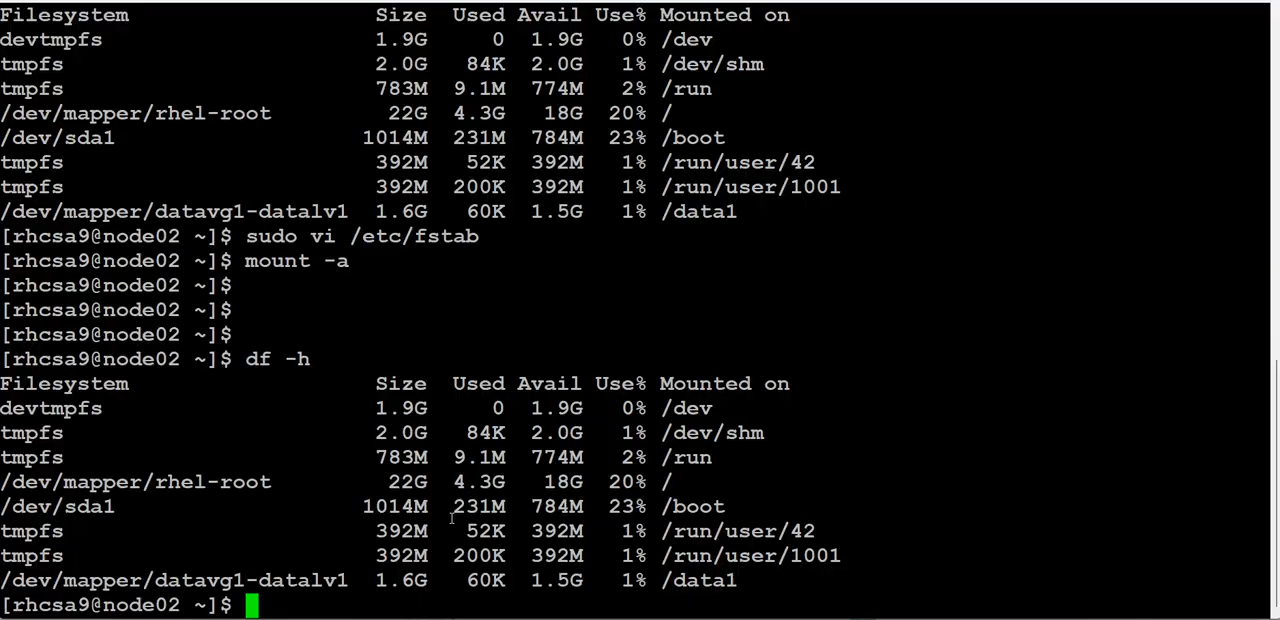 Filesystem                   Size  Used Avail Use% Mounted on
devtmpfs                     1.9G     0  1.9G   0% /dev
tmpfs                        2.0G   84K  2.0G   1% /dev/shm
tmpfs                        783M  9.1M  774M   2% /run
/dev/mapper/rhel-root         22G  4.3G   18G  20% /
/dev/sda1                   1014M  231M  784M  23% /boot
tmpfs                        392M   52K  392M   1% /run/user/42
tmpfs                        392M  200K  392M   1% /run/user/1001
/dev/mapper/datavg1-datalv1  1.6G   60K  1.5G   1% /data1
[rhcsa9@node02 ~]$ sudo vi /etc/fstab
[rhcsa9@node02 ~]$ mount -a
[rhcsa9@node02 ~]$
[rhcsa9@node02 ~]$
[rhcsa9@node02 ~]$
[rhcsa9@node02 ~]$ df -h
Filesystem                   Size  Used Avail Use% Mounted on
devtmpfs                     1.9G     0  1.9G   0% /dev
tmpfs                        2.0G   84K  2.0G   1% /dev/shm
tmpfs                        783M  9.1M  774M   2% /run
/dev/mapper/rhel-root         22G  4.3G   18G  20% /
/dev/sda1                   1014M  231M  784M  23% /boot
tmpfs                        392M   52K  392M   1% /run/user/42
tmpfs                        392M  200K  392M   1% /run/user/1001
/dev/mapper/datavg1-datalv1  1.6G   60K  1.5G   1% /data1
[rhcsa9@node02 ~]$